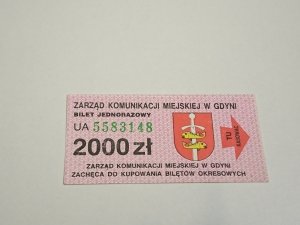 ZARZĄD KOMUNIKACJI MIEJSKIEJ W GDYNI
BILET JEDNORAZOWY
UA 5583148
2000 zł
TU
ZARZĄD KOMUNIKACJI MIEJSKIEJ W GDYNI
ZACHĘCA DO KUPOWANIA BILETÓW OKRESOWYCH